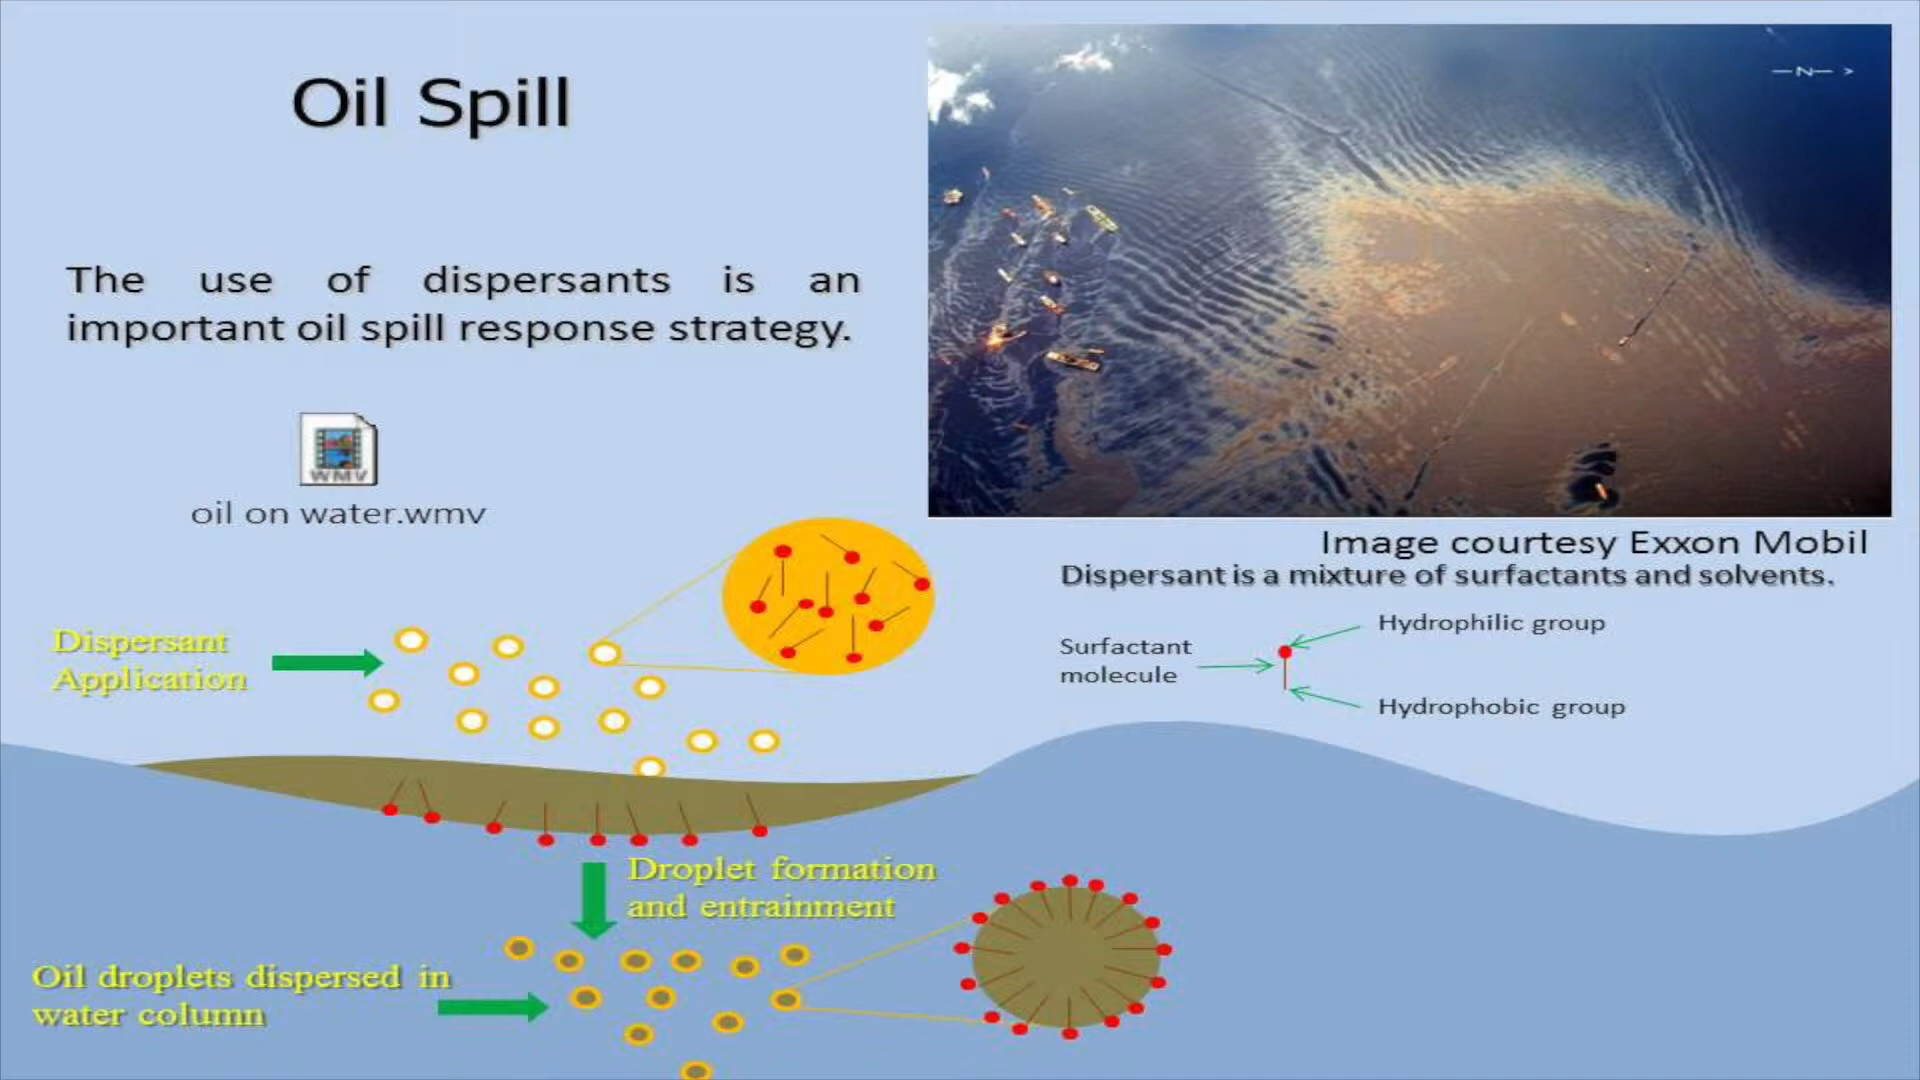 Oil Spill
—N— >
The use of dispersants is an
important oil spill response strategy.
WMV
oil on water.wmv
Image courtesy Exxon Mobil
Dispersant is a mixture of surfactants and solvents.
Hydrophilic group
Surfactant
molecule
Hydrophobic group
Dispersant
Application
Droplet formation
and entrainment
Oil droplets dispersed in
water column